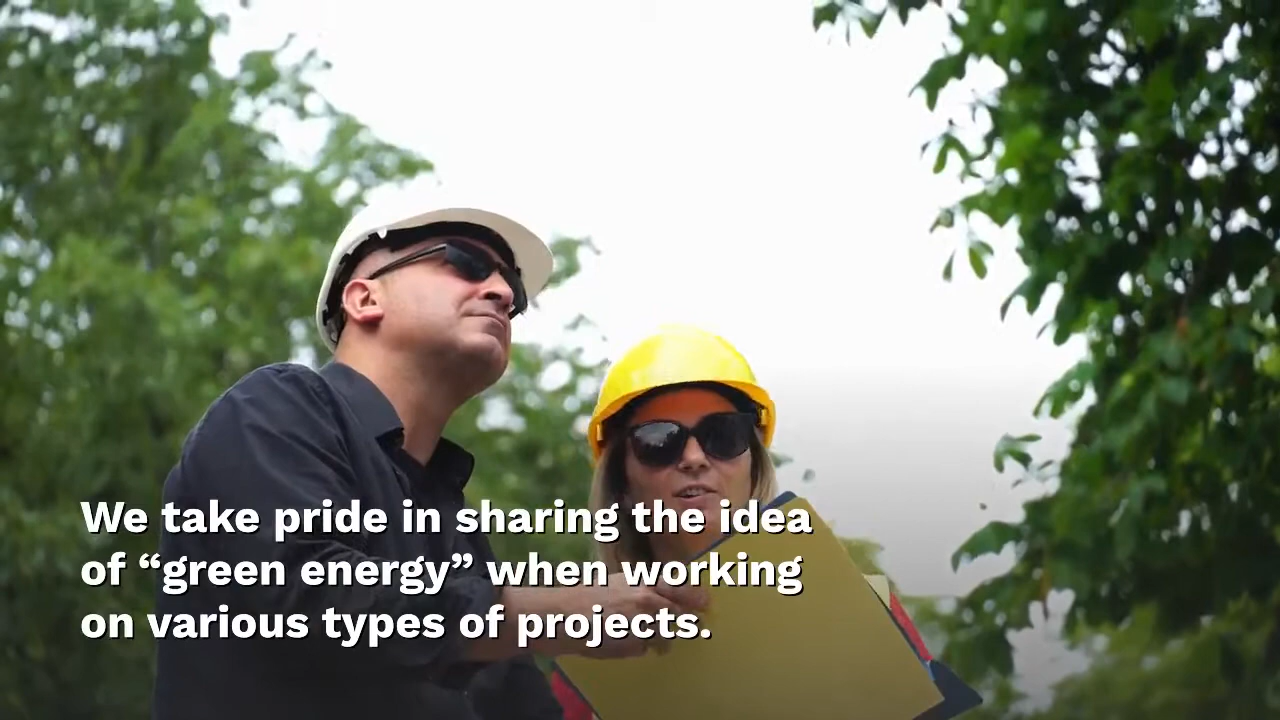 We take pride in sharing the idea
of “green energy” when working
on various types of projects.